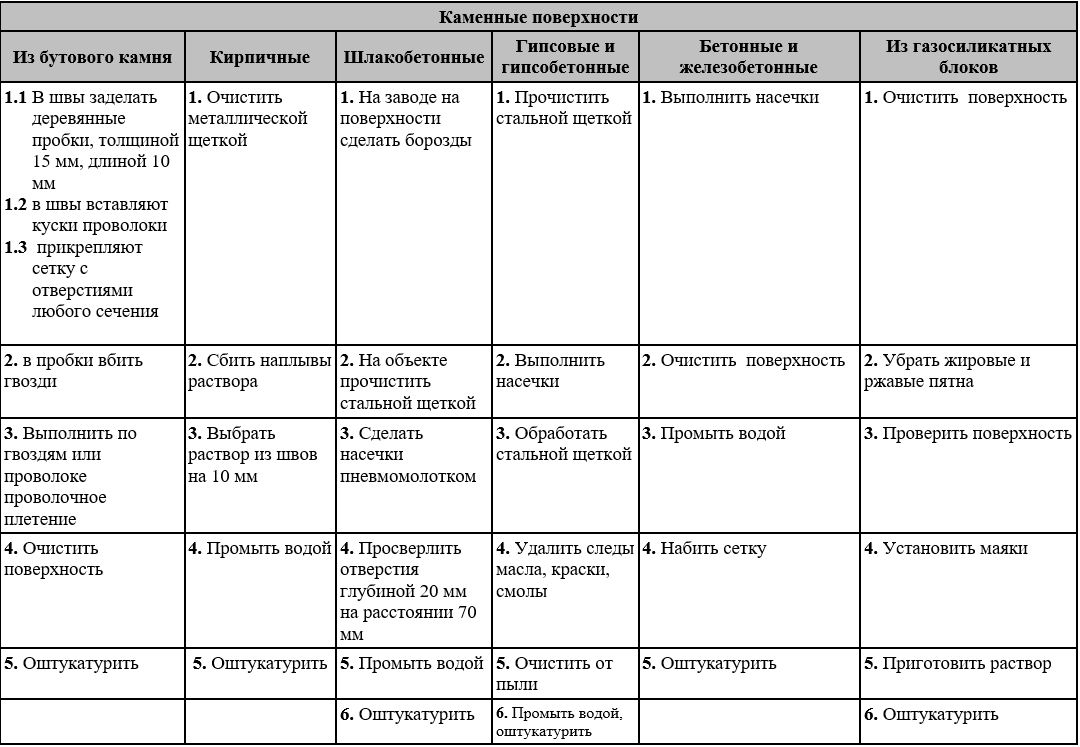 Каменные поверхности
Из бутового камня
Кирпичные
Шлакобетонные
Гипсовые и
гипсобетонные
Бетонные и
железобетонные
Из газосиликатных
блоков
1.1 В швы заделать
деревянные
пробки, толщиной
15 мм, длиной 10
мм
1.2 в швы вставляют
куски проволоки
1.3 прикрепляют
сетку с
отверстиями
любого сечения
1. Очистить
металлической
щеткой
1. На заводе на
поверхности
сделать борозды
1. Прочистить
стальной щеткой
1. Выполнить насечки
1. Очистить поверхность
2. в пробки вбить
гвозди
2. Сбить наплывы
раствора
2. На объекте
прочистить
стальной щеткой
2. Выполнить
насечки
2. Очистить поверхность
2. Убрать жировые и
ржавые пятна
3. Выполнить по
гвоздям или
проволоке
проволочное
плетение
3. Выбрать
раствор из швов
на 10 мм
3. Сделать
насечки
пневмомолотком
3. Обработать
стальной щеткой
3. Промыть водой
3. Проверить поверхность
4. Очистить
поверхность
4. Промыть водой
4. Просверлить
отверстия
глубиной 20 мм
на расстоянии 70
мм
4. Удалить следы
масла, краски,
смолы
4. Набить сетку
4. Установить маяки
5. Оштукатурить
5. Оштукатурить
5. Промыть водой
5. Очистить от
пыли
5. Оштукатурить
5. Приготовить раствор
6. Оштукатурить
6. Промыть водой,
оштукатурить
6. Оштукатурить